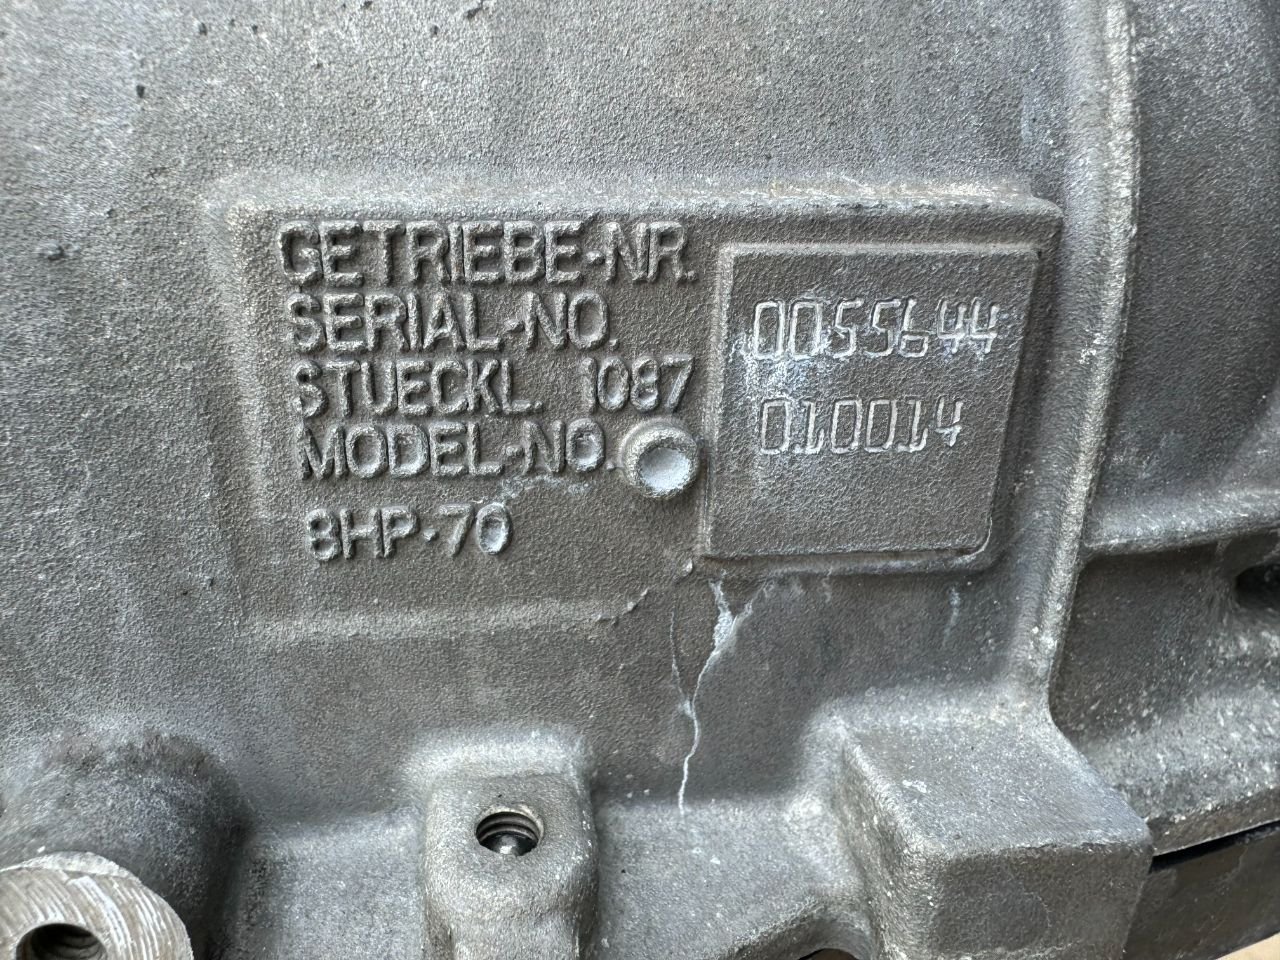 GETRIEBE-NR.
SERIAL-NO. 0055644
STUECKL. 1087
MODEL-NO. 010014
8HP-70